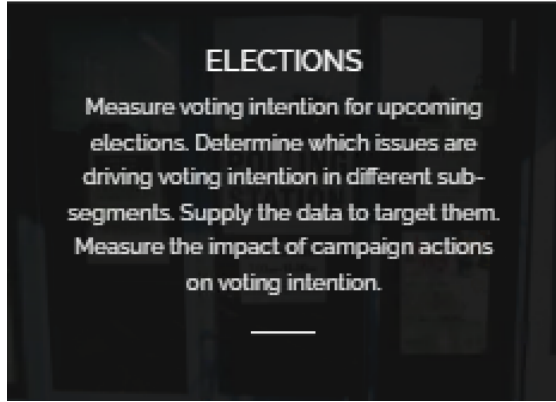 ELECTIONS
Measure voting intention for upcoming
elections. Determine which issues are
driving voting intention in different sub-
segments. Supply the data to target them.
Measure the impact of campaign actions
on voting intention.